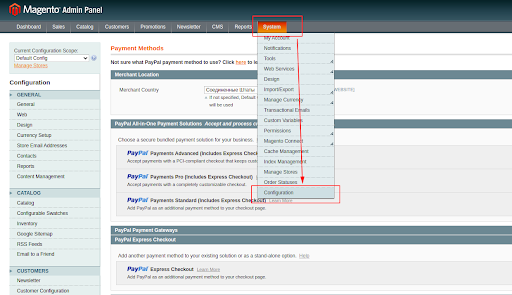 Magento Admin Panel
Dashboard Sales Catalog Customers Promotions Newsletter CMS Reports System
Current Configuration Scope:
Default Config
Manage Stores
Configuration
GENERAL
General
Web
Design
Currency Setup
Store Email Addresses
Contacts
Reports
Content Management
CATALOG
Catalog
Configurable Swatches
Inventory
Google Sitemap
RSS Feeds
Email to a Friend
CUSTOMERS
Newsletter
Customer Configuration
Payment Methods
Not sure what PayPal payment method to use? Click here to le
Merchant Location
Merchant Country
Соединенные Штаты
If not specified, Default
will be used
WEBSITE]
PayPal All-in-One Payment Solutions Accept and process c
Choose a secure bundled payment solution for your business.
PayPal Payments Advanced (Includes Express Check
Accept payments with a PCI-compliant checkout that keeps custom
PayPal Payments Pro (Includes Express Checkout)
Accept payments with a completely customizable checkout.
PayPal Payments Standard (Includes Express Checkout) Learn More
Add PayPal as an additional payment method to your checkout page.
PayPal Payment Gateways
PayPal Express Checkout
Add another payment method to your existing solution or as a stand-alone option. Help
PayPal Express Checkout Learn More
Add PayPal as an additional payment method to your checkout page.
My Account
Notifications
Tools
Web Services
Design
Import/Export
Manage Currency
Transactional Emails
Custom Variables
Permissions
Magento Connect
Cache Management
Index Management
Manage Stores
Order Statuses
Configuration